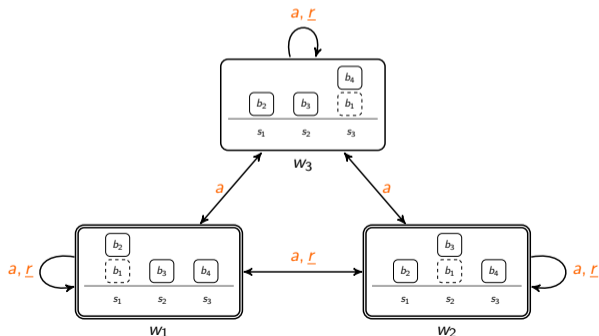 a, r
b₄
b₂ b₃ b₁
s₁ s₂ s₃
w₃
a a
b₂
a, r b₁ b₃ b₄
s₁ s₂ s₃
w₁
a, r
b₃
b₂ b₁ b₄ a, r
s₁ s₂ s₃
w₂